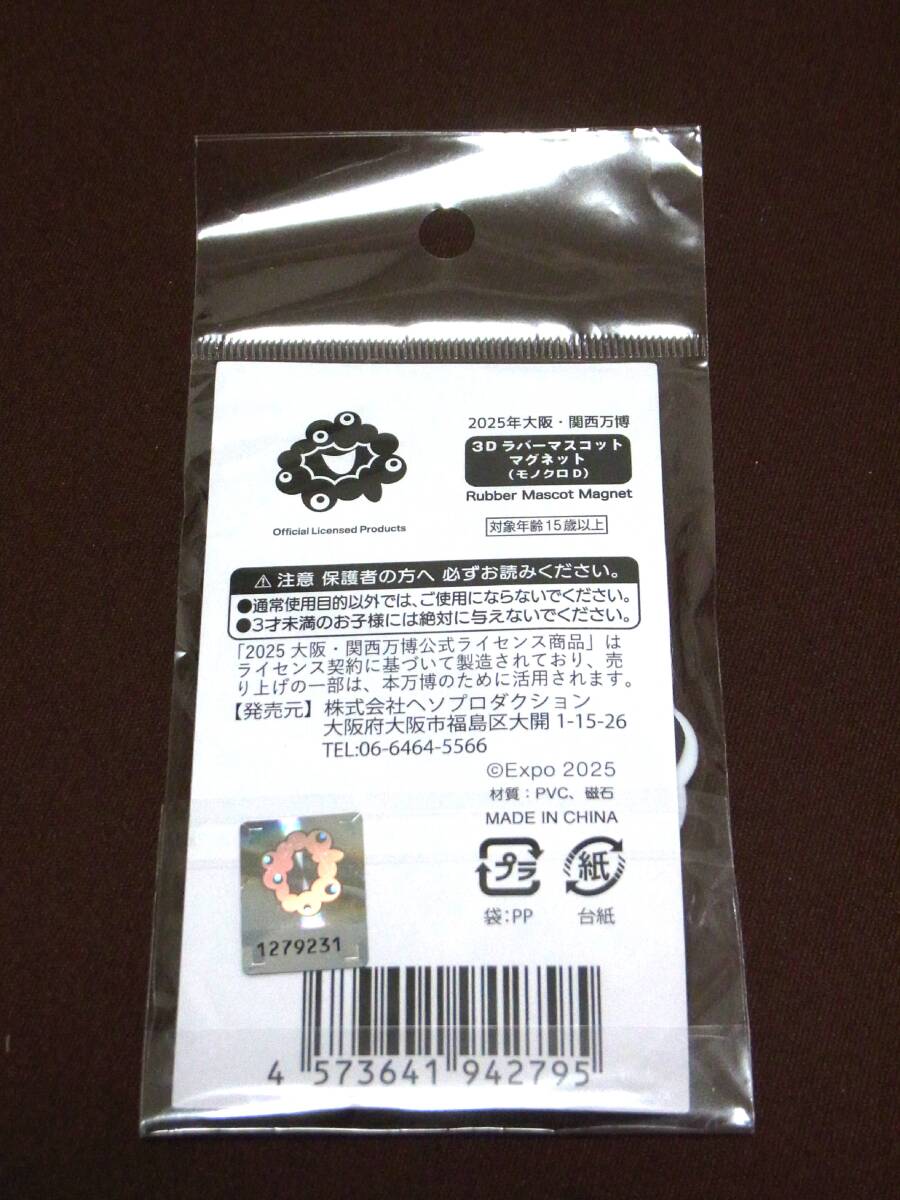 2025年大阪・関西万博
3Dラバーマスコット
マグネット
(モノクロD)
Rubber Mascot Magnet
Official Licensed Products
対象年齢15歳以上
⚠注意 保護者の方へ 必ずお読みください。
●通常使用目的以外では、ご使用にならないでください。
●3才未満のお子様には絶対に与えないでください。
「2025 大阪・関西万博公式ライセンス商品」は
ライセンス契約に基づいて製造されており、売
り上げの一部は、本万博のために活用されます。
【発売元】株式会社ヘソプロダクション
大阪府大阪市福島区大開 1-15-26
TEL:06-6464-5566
©Expo 2025
材質：PVC、磁石
MADE IN CHINA
プラ 紙
袋:PP 台紙
1279231
4 573641 942795